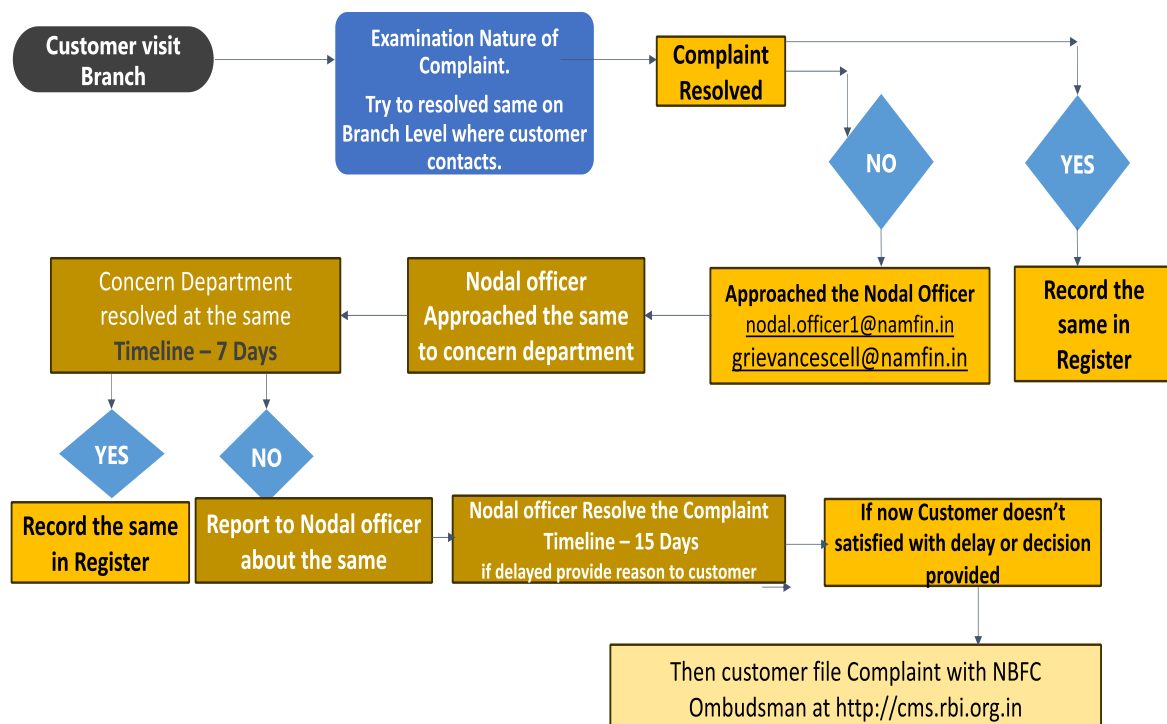 Customer visit
Branch
Examination Nature of
Complaint.
Try to resolved same on
Branch Level where customer
contacts.
Complaint
Resolved
NO
YES
Concern Department
resolved at the same
Timeline – 7 Days
Nodal officer
Approached the same
to concern department
Approached the Nodal Officer
nodal.officer1@namfin.in
grievancescell@namfin.in
Record the
same in
Register
YES
NO
Record the same
in Register
Report to Nodal officer
about the same
Nodal officer Resolve the Complaint
Timeline – 15 Days
if delayed provide reason to customer
If now Customer doesn't
satisfied with delay or decision
provided
Then customer file Complaint with NBFC
Ombudsman at http://cms.rbi.org.in